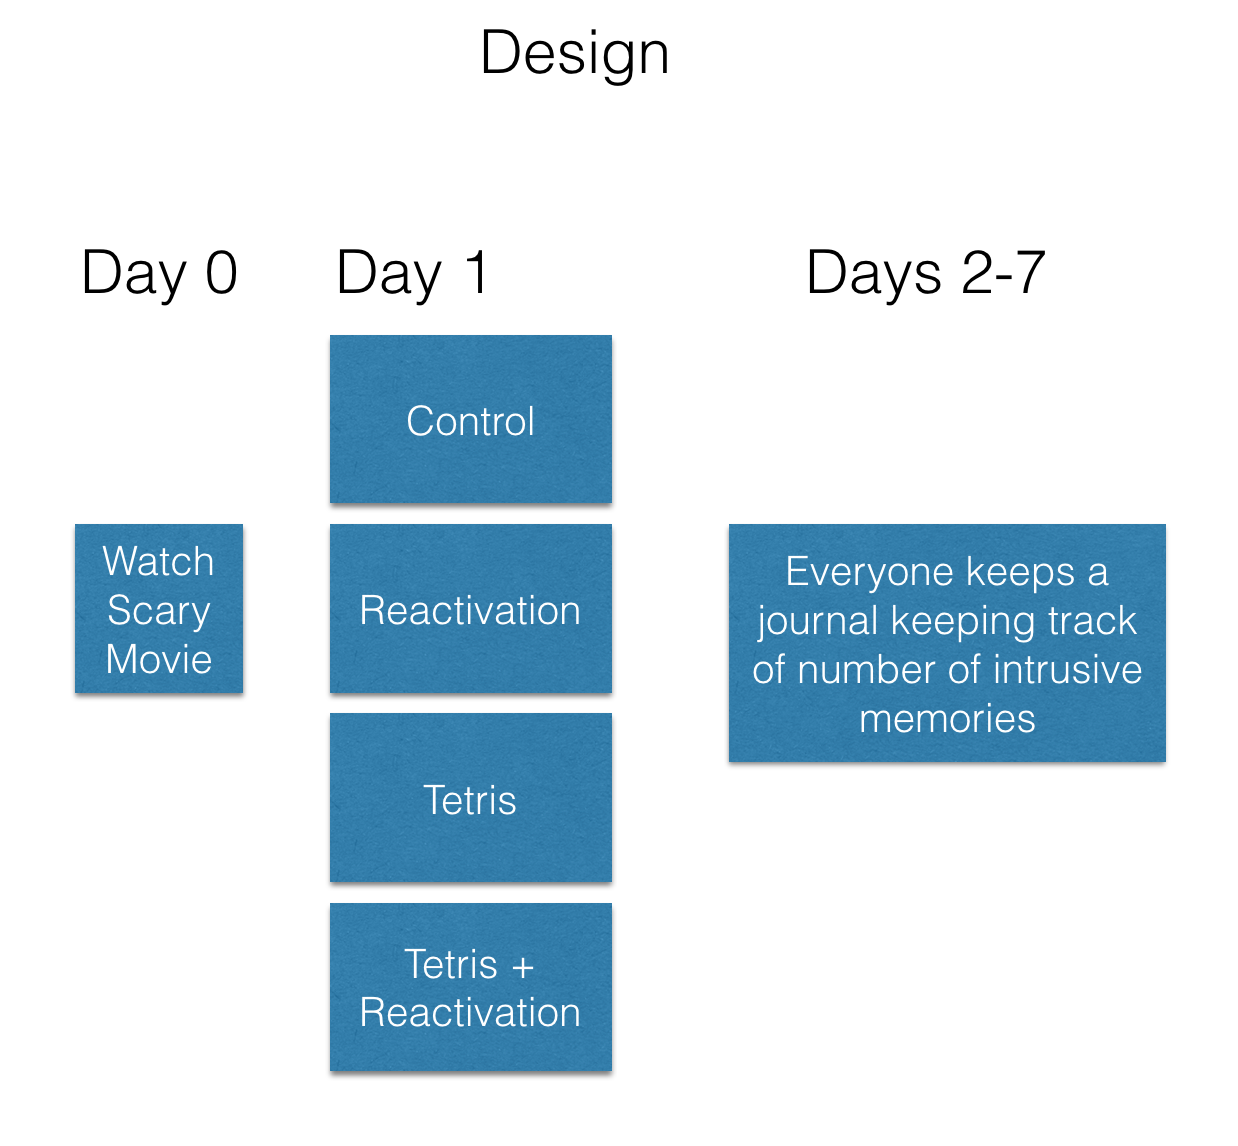 Design
Day 0
Day 1
Days 2-7
Watch
Scary
Movie
Control
Reactivation
Tetris
Tetris +
Reactivation
Everyone keeps a
journal keeping track
of number of intrusive
memories